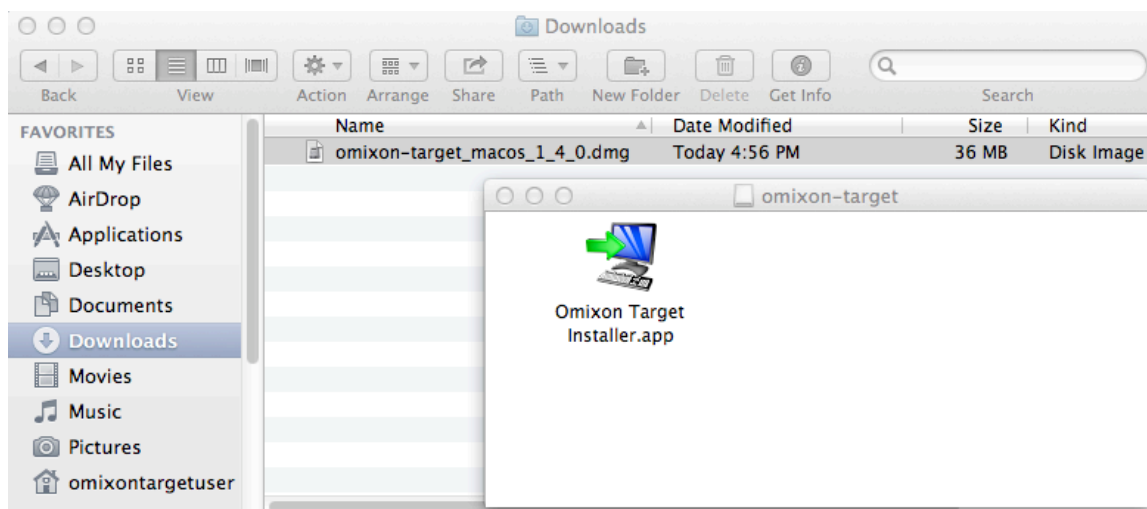 Downloads
Back View Action Arrange Share Path New Folder Delete Get Info Search
FAVORITES
All My Files
AirDrop
Applications
Desktop
Documents
Downloads
Movies
Music
Pictures
omixontargetuser
Name Date Modified Size Kind
omixon-target_macos_1_4_0.dmg Today 4:56 PM 36 MB Disk Image
omixon-target
Omixon Target
Installer.app